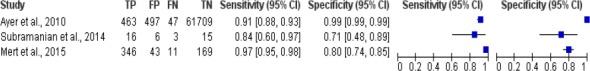 Study TP FP FN TN Sensitivity (95% CI) Specificity (95% CI) Sensitivity (95% CI) Specificity (95% CI)
Ayer et al., 2010 463 497 47 61709 0.91 [0.88, 0.93] 0.99 [0.99, 0.99]
Subramanian et al., 2014 16 6 3 15 0.84 [0.60, 0.97] 0.71 [0.48, 0.89]
Mert et al., 2015 346 43 11 169 0.97 [0.95, 0.98] 0.80 [0.74, 0.85]
0 0.2 0.4 0.6 0.8 1 0 0.2 0.4 0.6 0.8 1